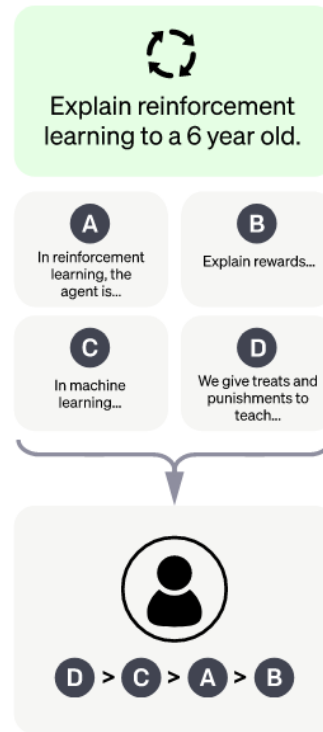 Explain reinforcement
learning to a 6 year old.
A
In reinforcement
learning, the
agent is...
B
Explain rewards...
C
In machine
learning...
D
We give treats and
punishments to
teach...
D > C > A > B